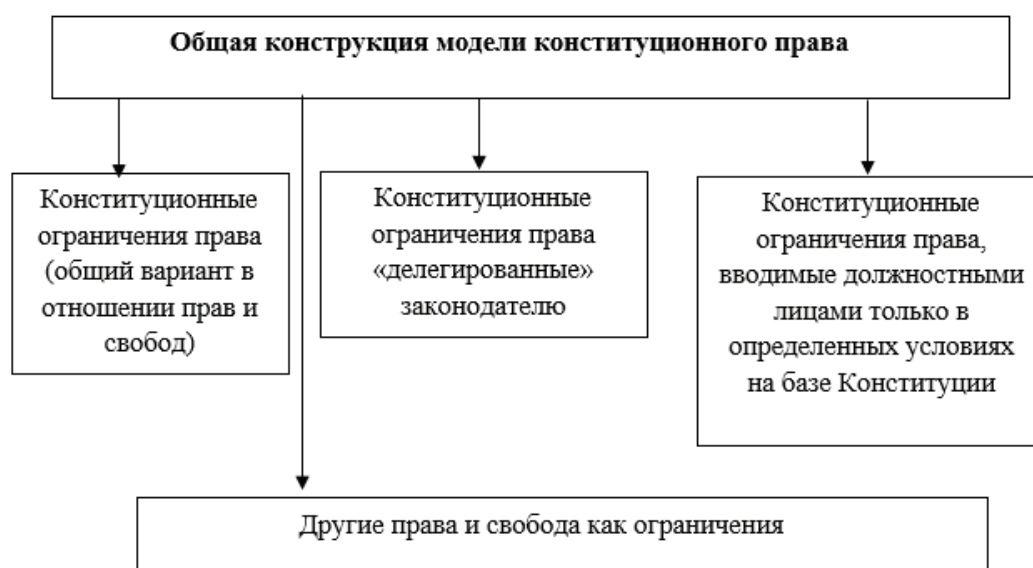 Общая конструкция модели конституционного права
Конституционные
ограничения права
(общий вариант в
отношении прав и
свобод)
Конституционные
ограничения права
«делегированные»
законодателю
Конституционные
ограничения права,
вводимые должностными
лицами только в
определенных условиях
на базе Конституции
Другие права и свобода как ограничения